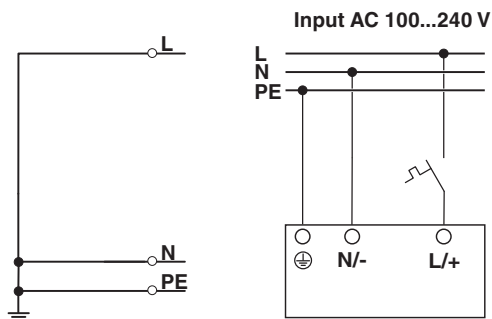 Input AC 100...240 V
L
N
PE
L
N
PE
N/-
L/+